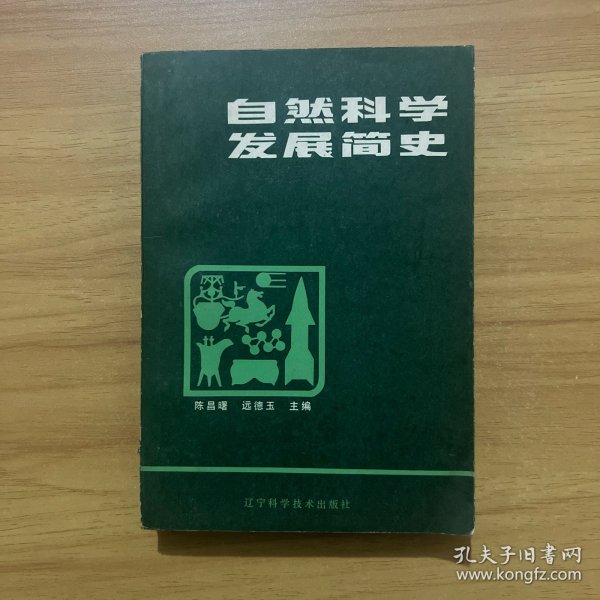 自然科学
发展简史
陈昌曙 远德玉 主编
辽宁科学技术出版社
孔夫子旧书网
www.kongfz.com